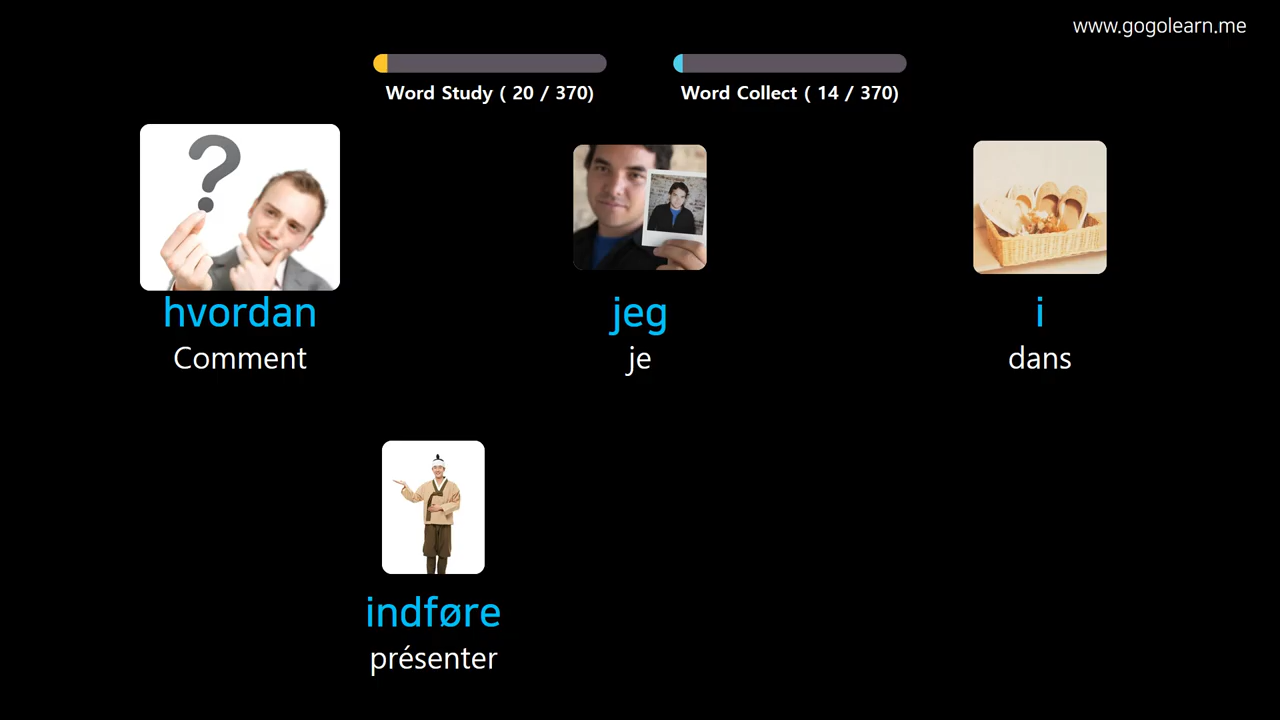 www.gogolearn.me
Word Study ( 20 / 370)
Word Collect ( 14 / 370)
hvordan
Comment
jeg
je
i
dans
indføre
présenter